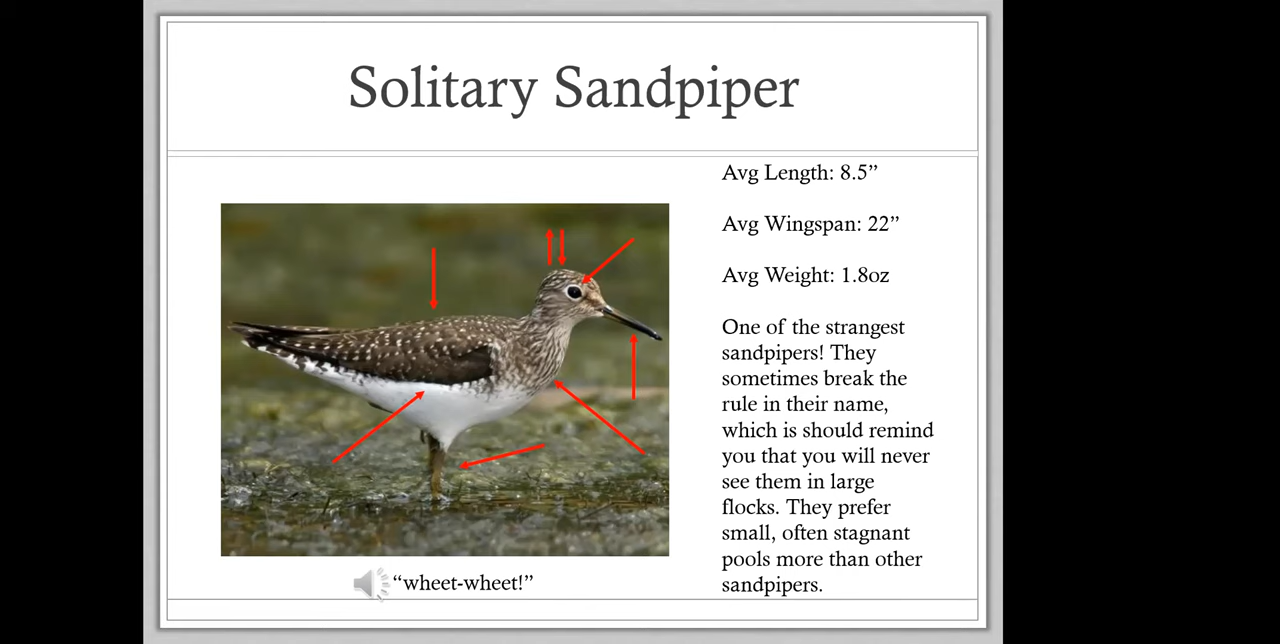 Solitary Sandpiper
Avg Length: 8.5”
Avg Wingspan: 22”
Avg Weight: 1.8oz
One of the strangest
sandpipers! They
sometimes break the
rule in their name,
which is should remind
you that you will never
see them in large
flocks. They prefer
small, often stagnant
pools more than other
sandpipers.
“wheet-wheet!”